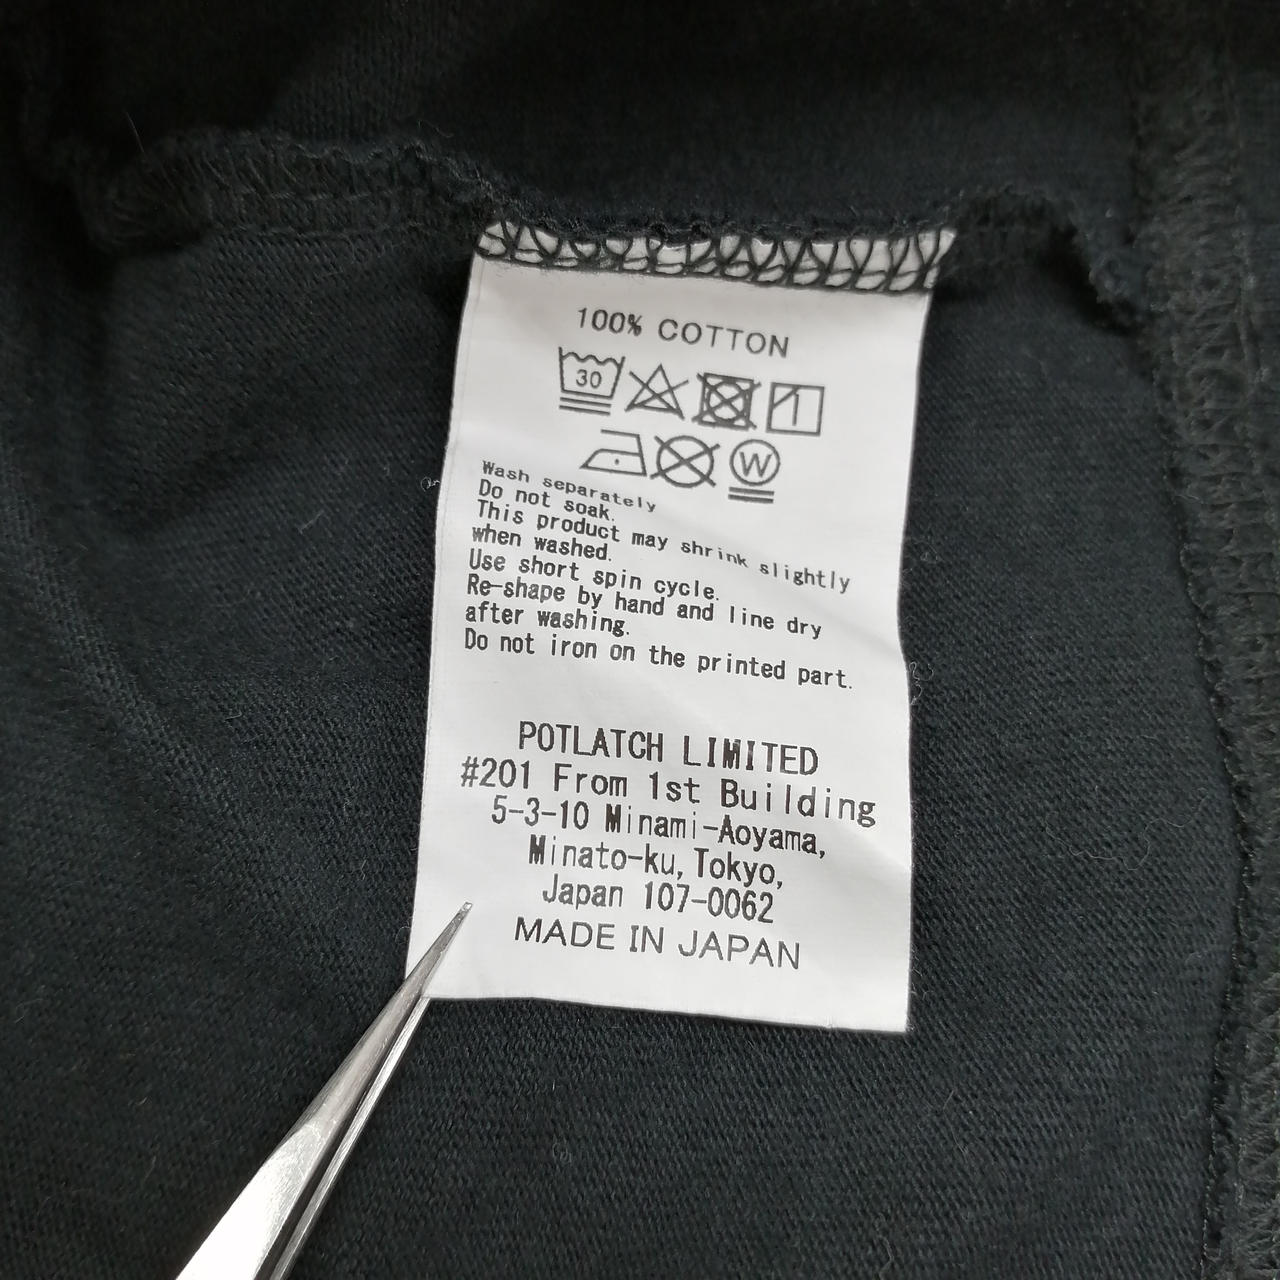 100% COTTON
30
W
Wash separately
Do not soak.
This product may shrink slightly
when washed.
Use short spin cycle.
Re-shape by hand and line dry
after washing.
Do not iron on the printed part.
POTLATCH LIMITED
#201 From 1st Building
5-3-10 Minami-Aoyama,
Minato-ku, Tokyo,
Japan 107-0062
MADE IN JAPAN